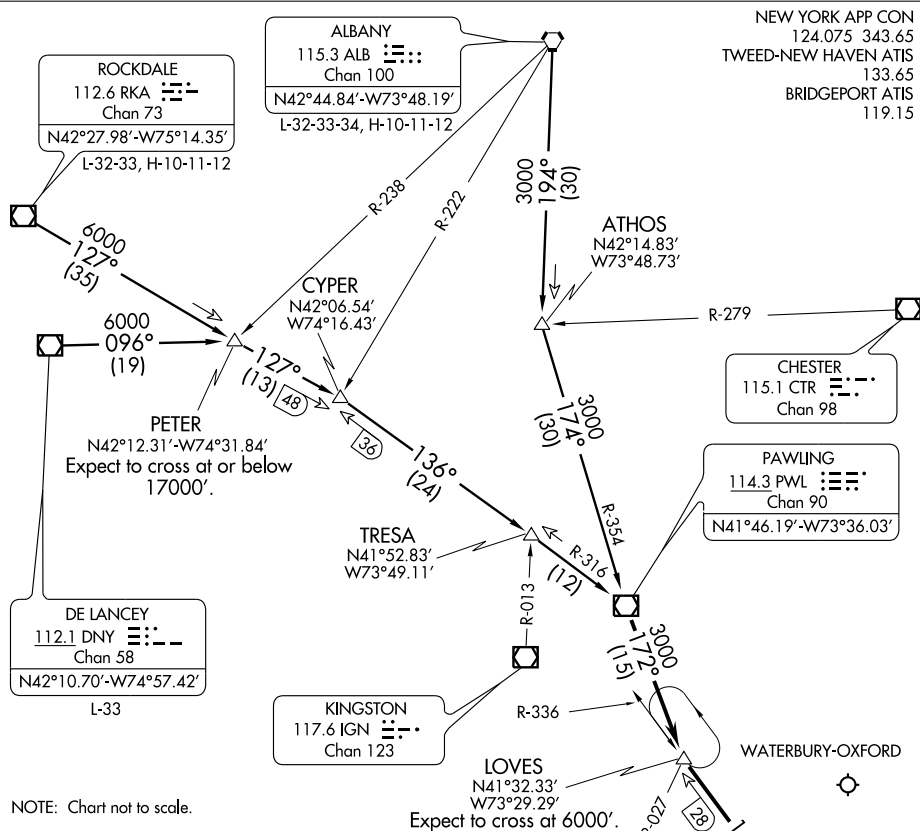 NEW YORK APP CON
124.075 343.65
TWEED-NEW HAVEN ATIS
133.65
BRIDGEPORT ATIS
119.15
ALBANY
115.3 ALB
Chan 100
N42°44.84'-W73°48.19'
L-32-33-34, H-10-11-12
ROCKDALE
112.6 RKA
Chan 73
N42°27.98'-W75°14.35'
L-32-33, H-10-11-12
R-238
R-222
3000
194°
(30)
ATHOS
N42°14.83'
W73°48.73'
6000
127°
(35)
CYPER
N42°06.54'
W74°16.43'
R-279
6000
096°
(19)
127°
(13)
48
36
CHESTER
115.1 CTR
Chan 98
PETER
N42°12.31'-W74°31.84'
Expect to cross at or below
17000'.
3000
174°
(30)
136°
(24)
PAWLING
114.3 PWL
Chan 90
N41°46.19'-W73°36.03'
R-354
TRESA
N41°52.83'
W73°49.11'
R-316
(12)
R-013
DE LANCEY
112.1 DNY
Chan 58
N42°10.70'-W74°57.42'
L-33
3000
172°
(15)
KINGSTON
117.6 IGN
Chan 123
R-336
WATERBURY-OXFORD
LOVES
N41°32.33'
W73°29.29'
Expect to cross at 6000'.
28
NOTE: Chart not to scale.